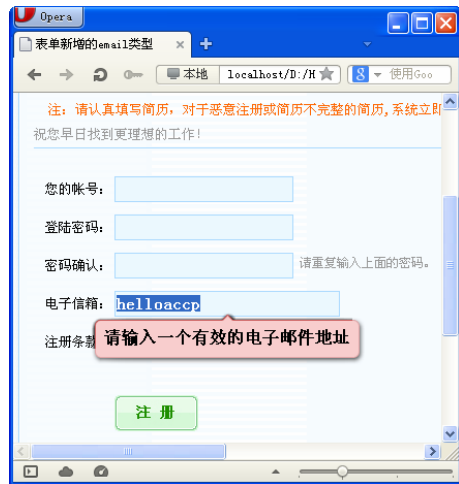 Opera
表单新增的email类型
本地 localhost/D:/H 使用Goo
注：请认真填写简历，对于恶意注册或简历不完整的简历,系统立即
祝您早日找到更理想的工作!
您的帐号：
登陆密码：
密码确认： 请重复输入上面的密码。
电子信箱： helloaccp
请输入一个有效的电子邮件地址
注册条款
注 册